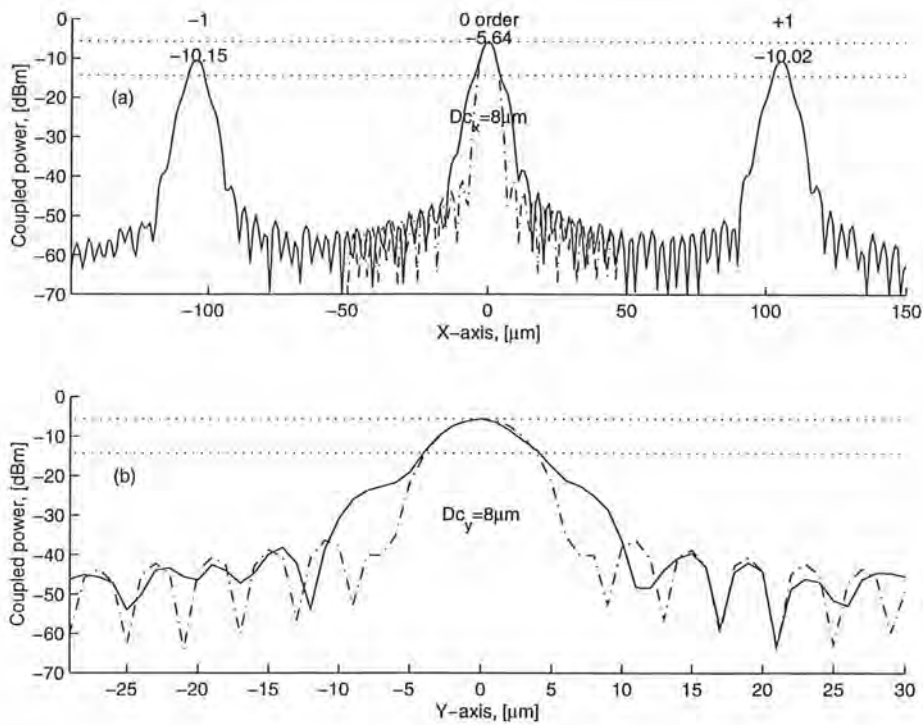 −1 0 order +1
0
−5.64
−10
−10.15
−10.02
−20
(a)
Dcx=8μm
−30
−40
−50
−60
−70
−100 −50 0 50 100 150
X−axis, [μm]
Coupled power, [dBm]
0
−10
−20
(b)
−30
Dcy=8μm
−40
−50
−60
−70
−25 −20 −15 −10 −5 0 5 10 15 20 25 30
Y−axis, [μm]
Coupled power, [dBm]